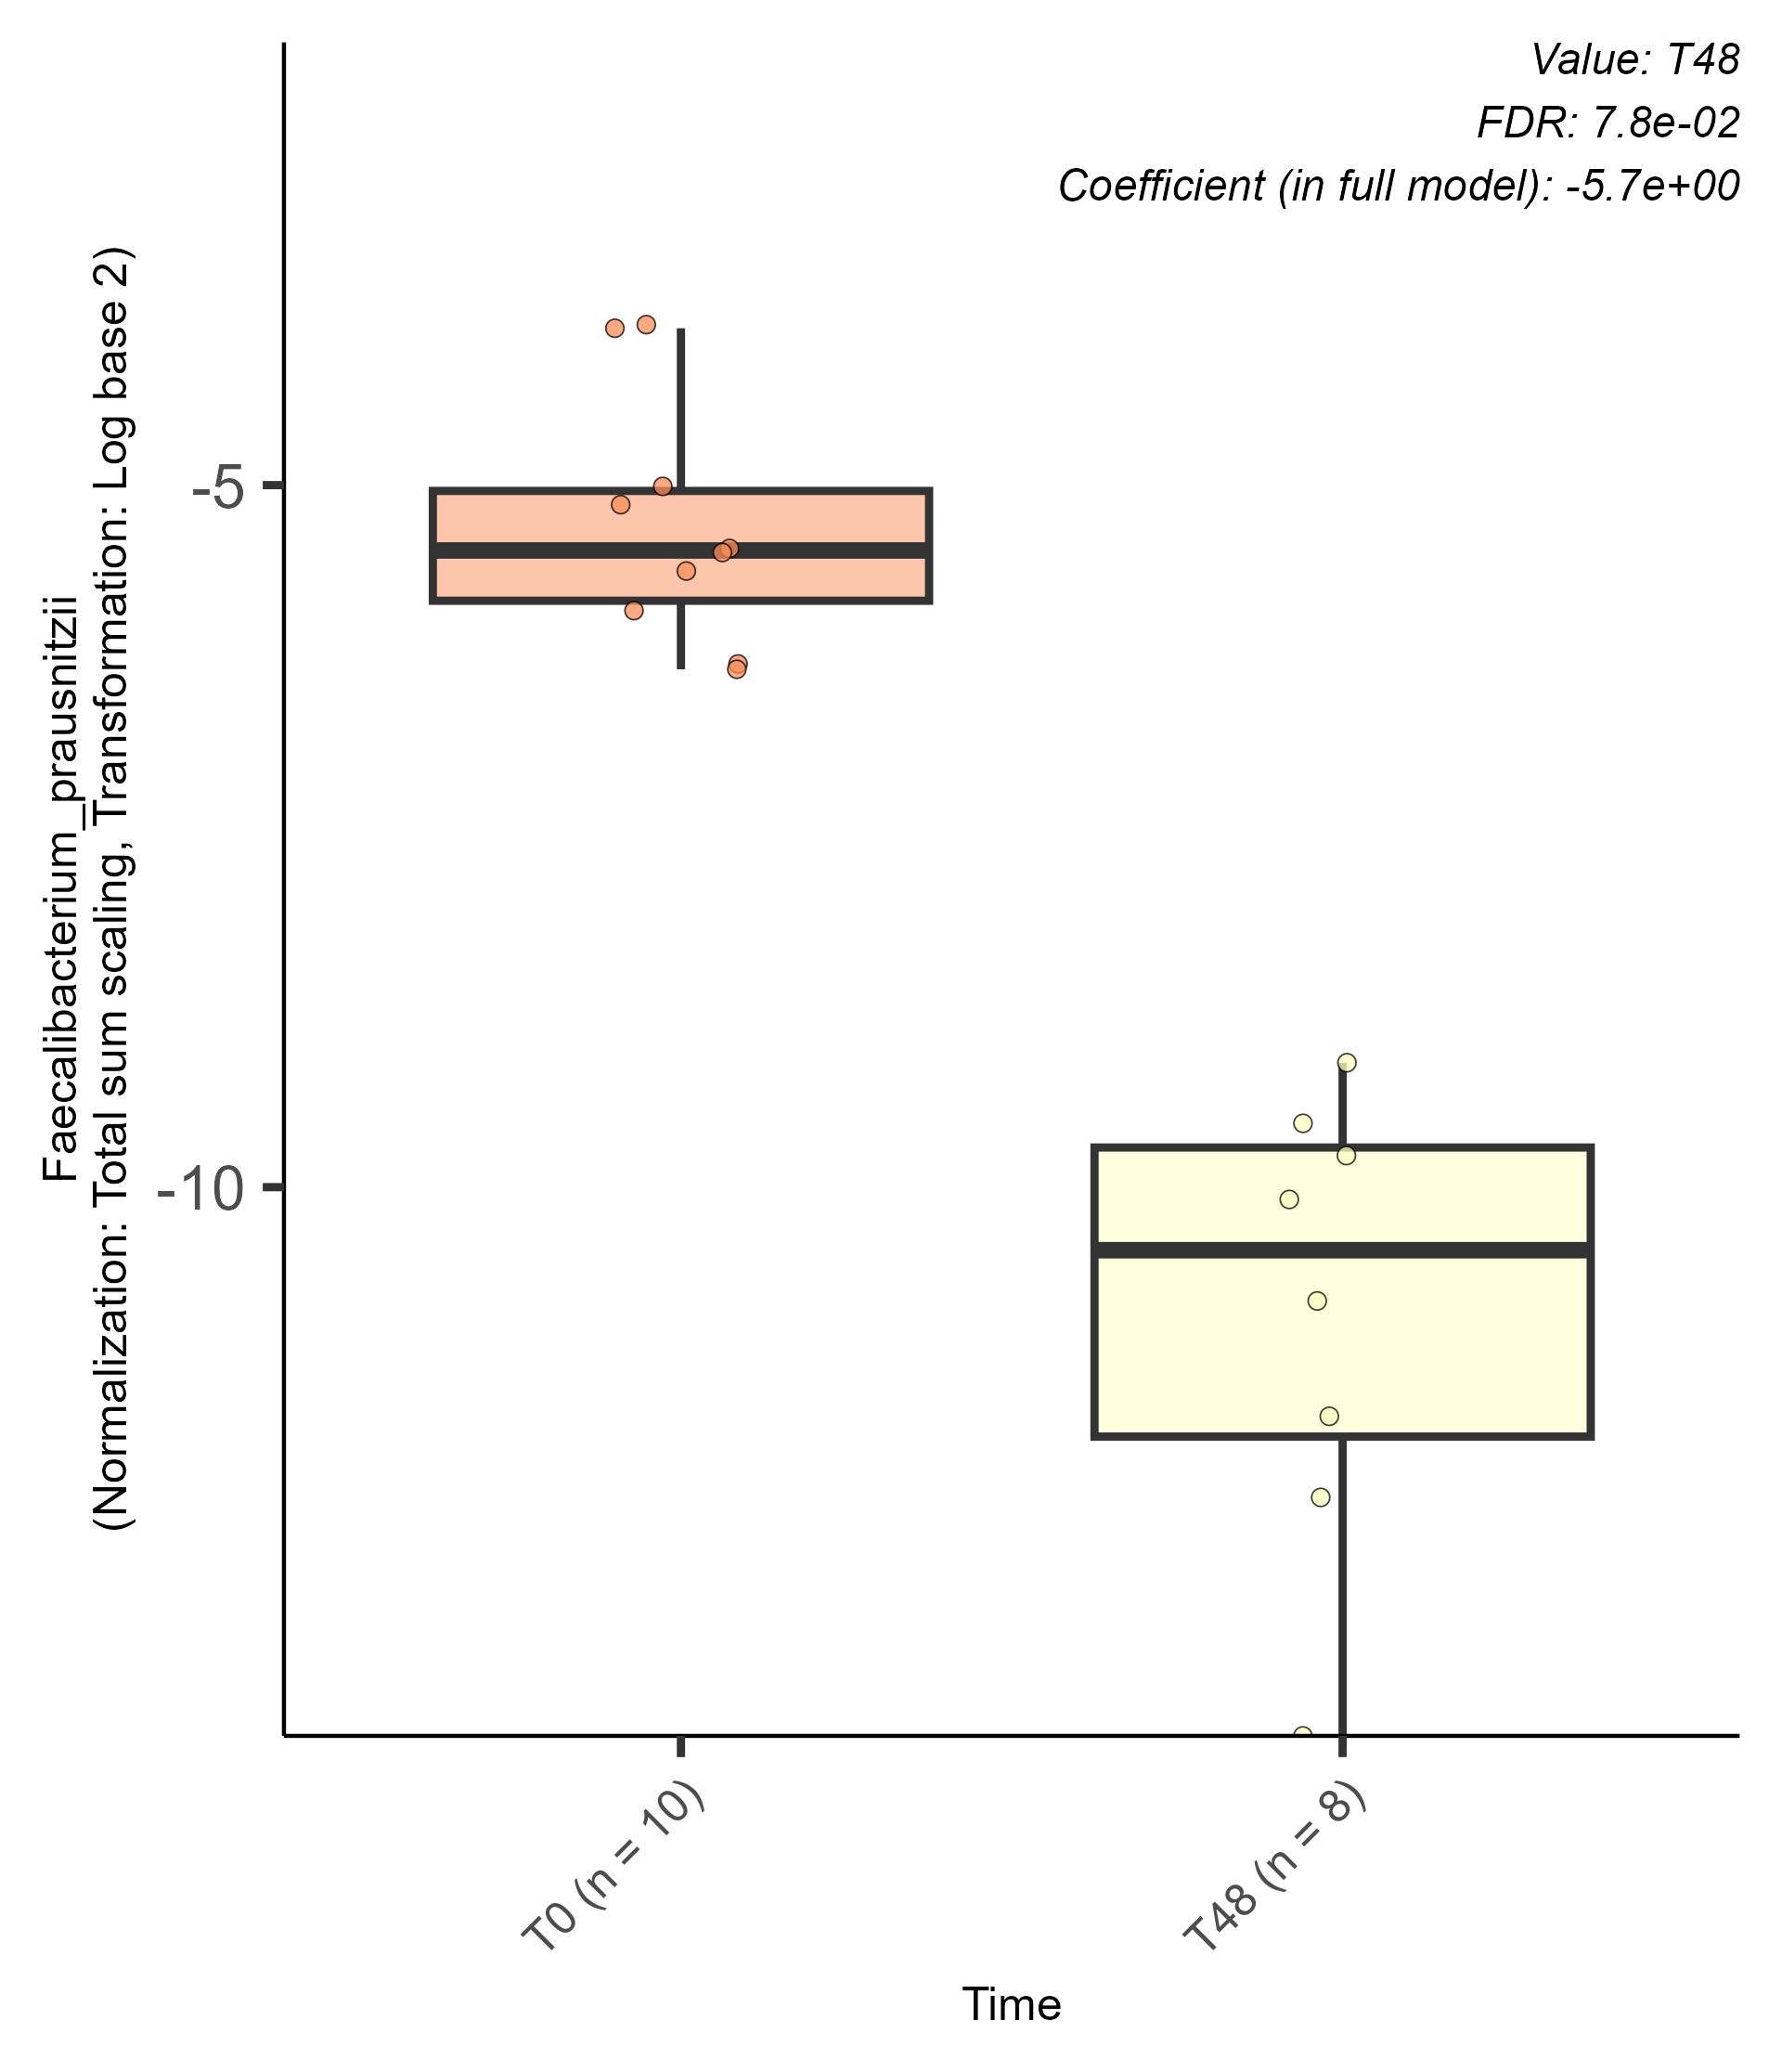 Value: T48
FDR: 7.8e-02
Coefficient (in full model): -5.7e+00
Faecalibacterium_prausnitzii
(Normalization: Total sum scaling, Transformation: Log base 2)
-5
-10
T0 (n = 10)
T48 (n = 8)
Time